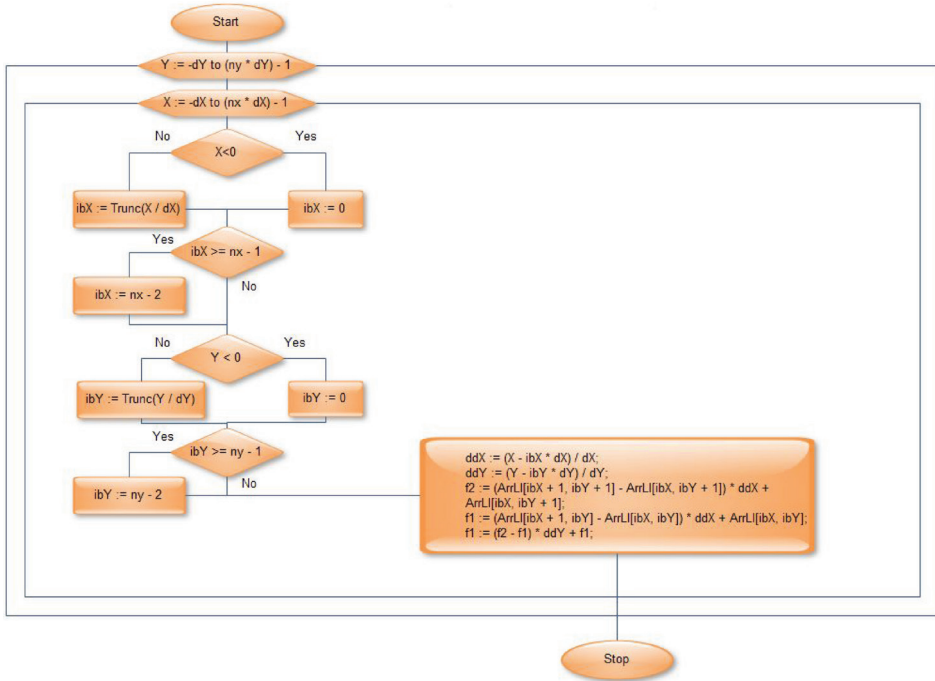 Start
Y := -dY to (ny * dY) - 1
X := -dX to (nx * dX) - 1
No
Yes
X<0
ibX := Trunc(X / dX)
ibX := 0
Yes
ibX >= nx - 1
No
ibX := nx - 2
No
Yes
Y < 0
ibY := Trunc(Y / dY)
ibY := 0
Yes
ibY >= ny - 1
No
ibY := ny - 2
ddX := (X - ibX * dX) / dX;
ddY := (Y - ibY * dY) / dY;
f2 := (ArrLI[ibX + 1, ibY + 1] - ArrLI[ibX, ibY + 1]) * ddX +
ArrLI[ibX, ibY + 1];
f1 := (ArrLI[ibX + 1, ibY] - ArrLI[ibX, ibY]) * ddX + ArrLI[ibX, ibY];
f1 := (f2 - f1) * ddY + f1;
Stop